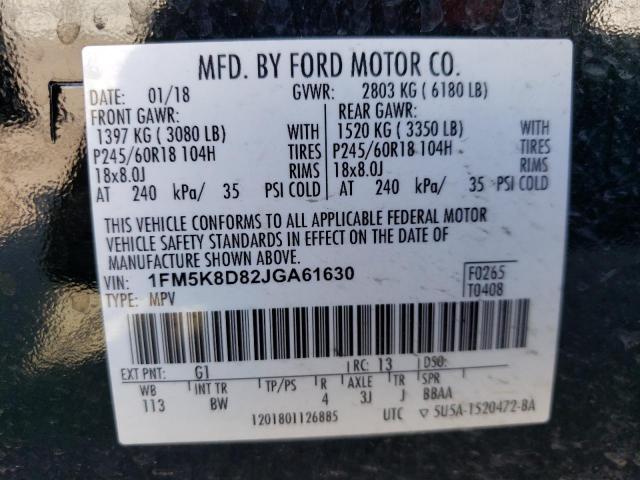 MFD. BY FORD MOTOR CO.
DATE: 01/18 GVWR: 2803 KG ( 6180 LB)
FRONT GAWR: REAR GAWR:
1397 KG ( 3080 LB) WITH 1520 KG ( 3350 LB) WITH
P245/60R18 104H TIRES P245/60R18 104H TIRES
18x8.0J RIMS 18x8.0J RIMS
AT 240 kPa/ 35 PSI COLD AT 240 kPa/ 35 PSI COLD
THIS VEHICLE CONFORMS TO ALL APPLICABLE FEDERAL MOTOR
VEHICLE SAFETY STANDARDS IN EFFECT ON THE DATE OF
MANUFACTURE SHOWN ABOVE.
VIN: 1FM5K8D82JGA61630 F0265
TYPE: MPV T0408
EXT PNT: G1 RC: 13 DSO:
WB INT TR TP/PS R AXLE TR SPR
113 BW 4 3J J BBAA
1201801126885 UTC ▽ 5U5A-1520472-BA